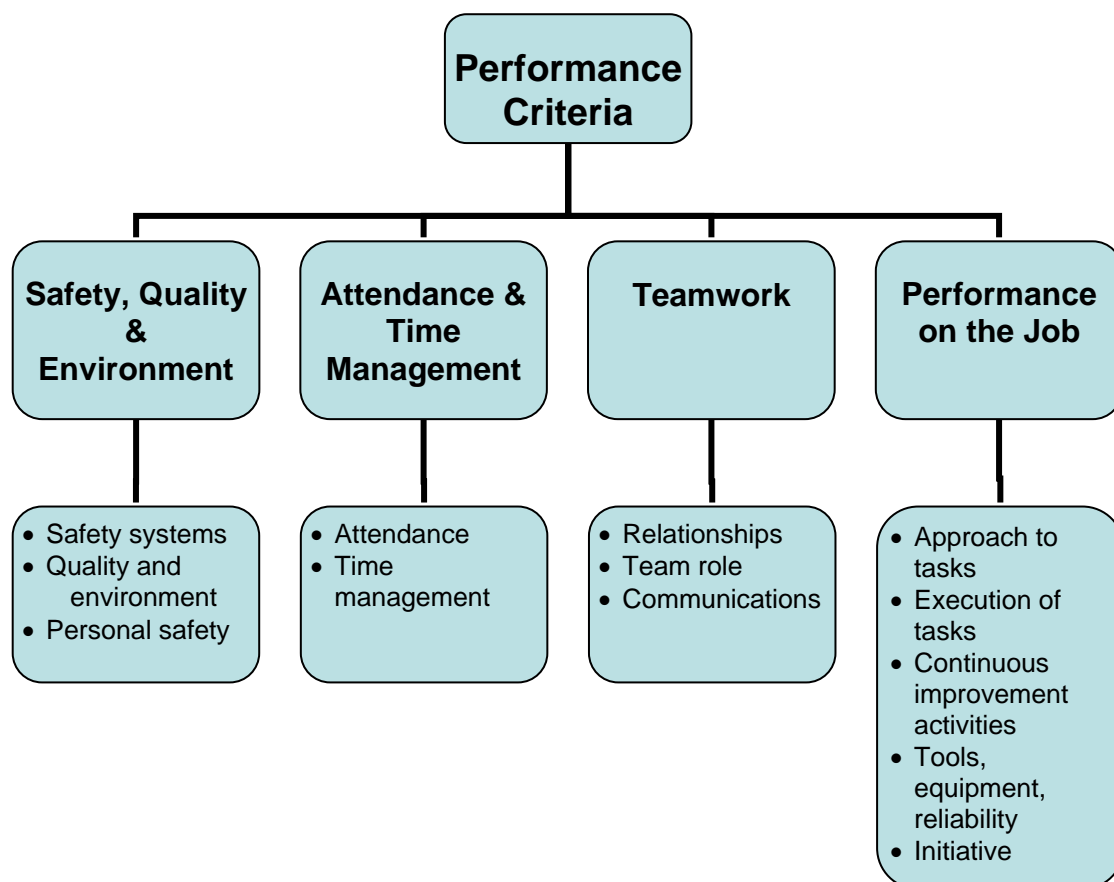 Performance
Criteria
Safety, Quality
&
Environment
Attendance &
Time
Management
Teamwork
Performance
on the Job
• Safety systems
• Quality and
environment
• Personal safety
• Attendance
• Time
management
• Relationships
• Team role
• Communications
• Approach to
tasks
• Execution of
tasks
• Continuous
improvement
activities
• Tools,
equipment,
reliability
• Initiative